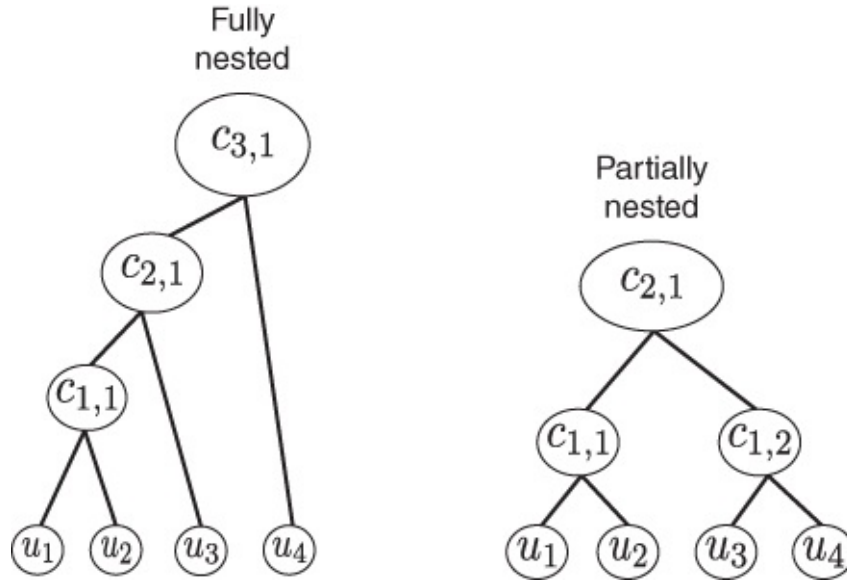 Fully
nested
c3,1
c2,1
c1,1
u1 u2 u3 u4
Partially
nested
c2,1
c1,1 c1,2
u1 u2 u3 u4